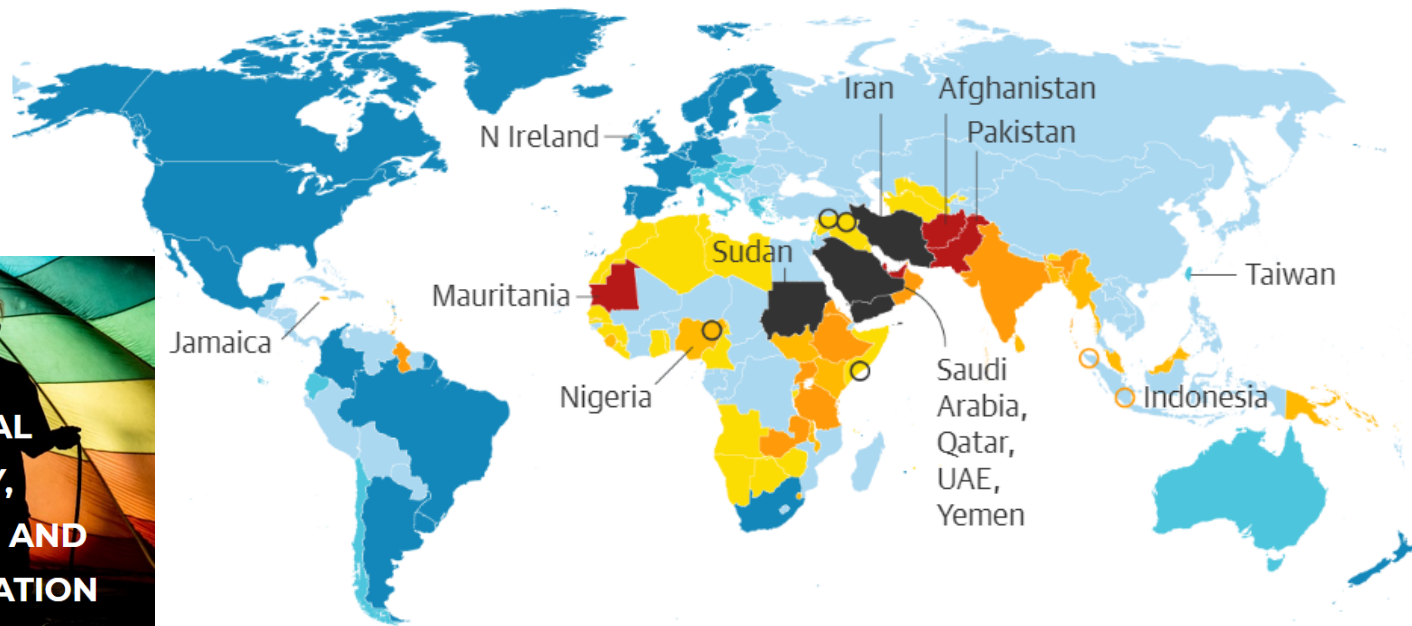 Iran
Afghanistan
Pakistan
N Ireland
Sudan
Mauritania
Taiwan
Jamaica
Nigeria
Saudi
Arabia,
Qatar,
UAE,
Yemen
Indonesia
AL
Y,
AND
ATION